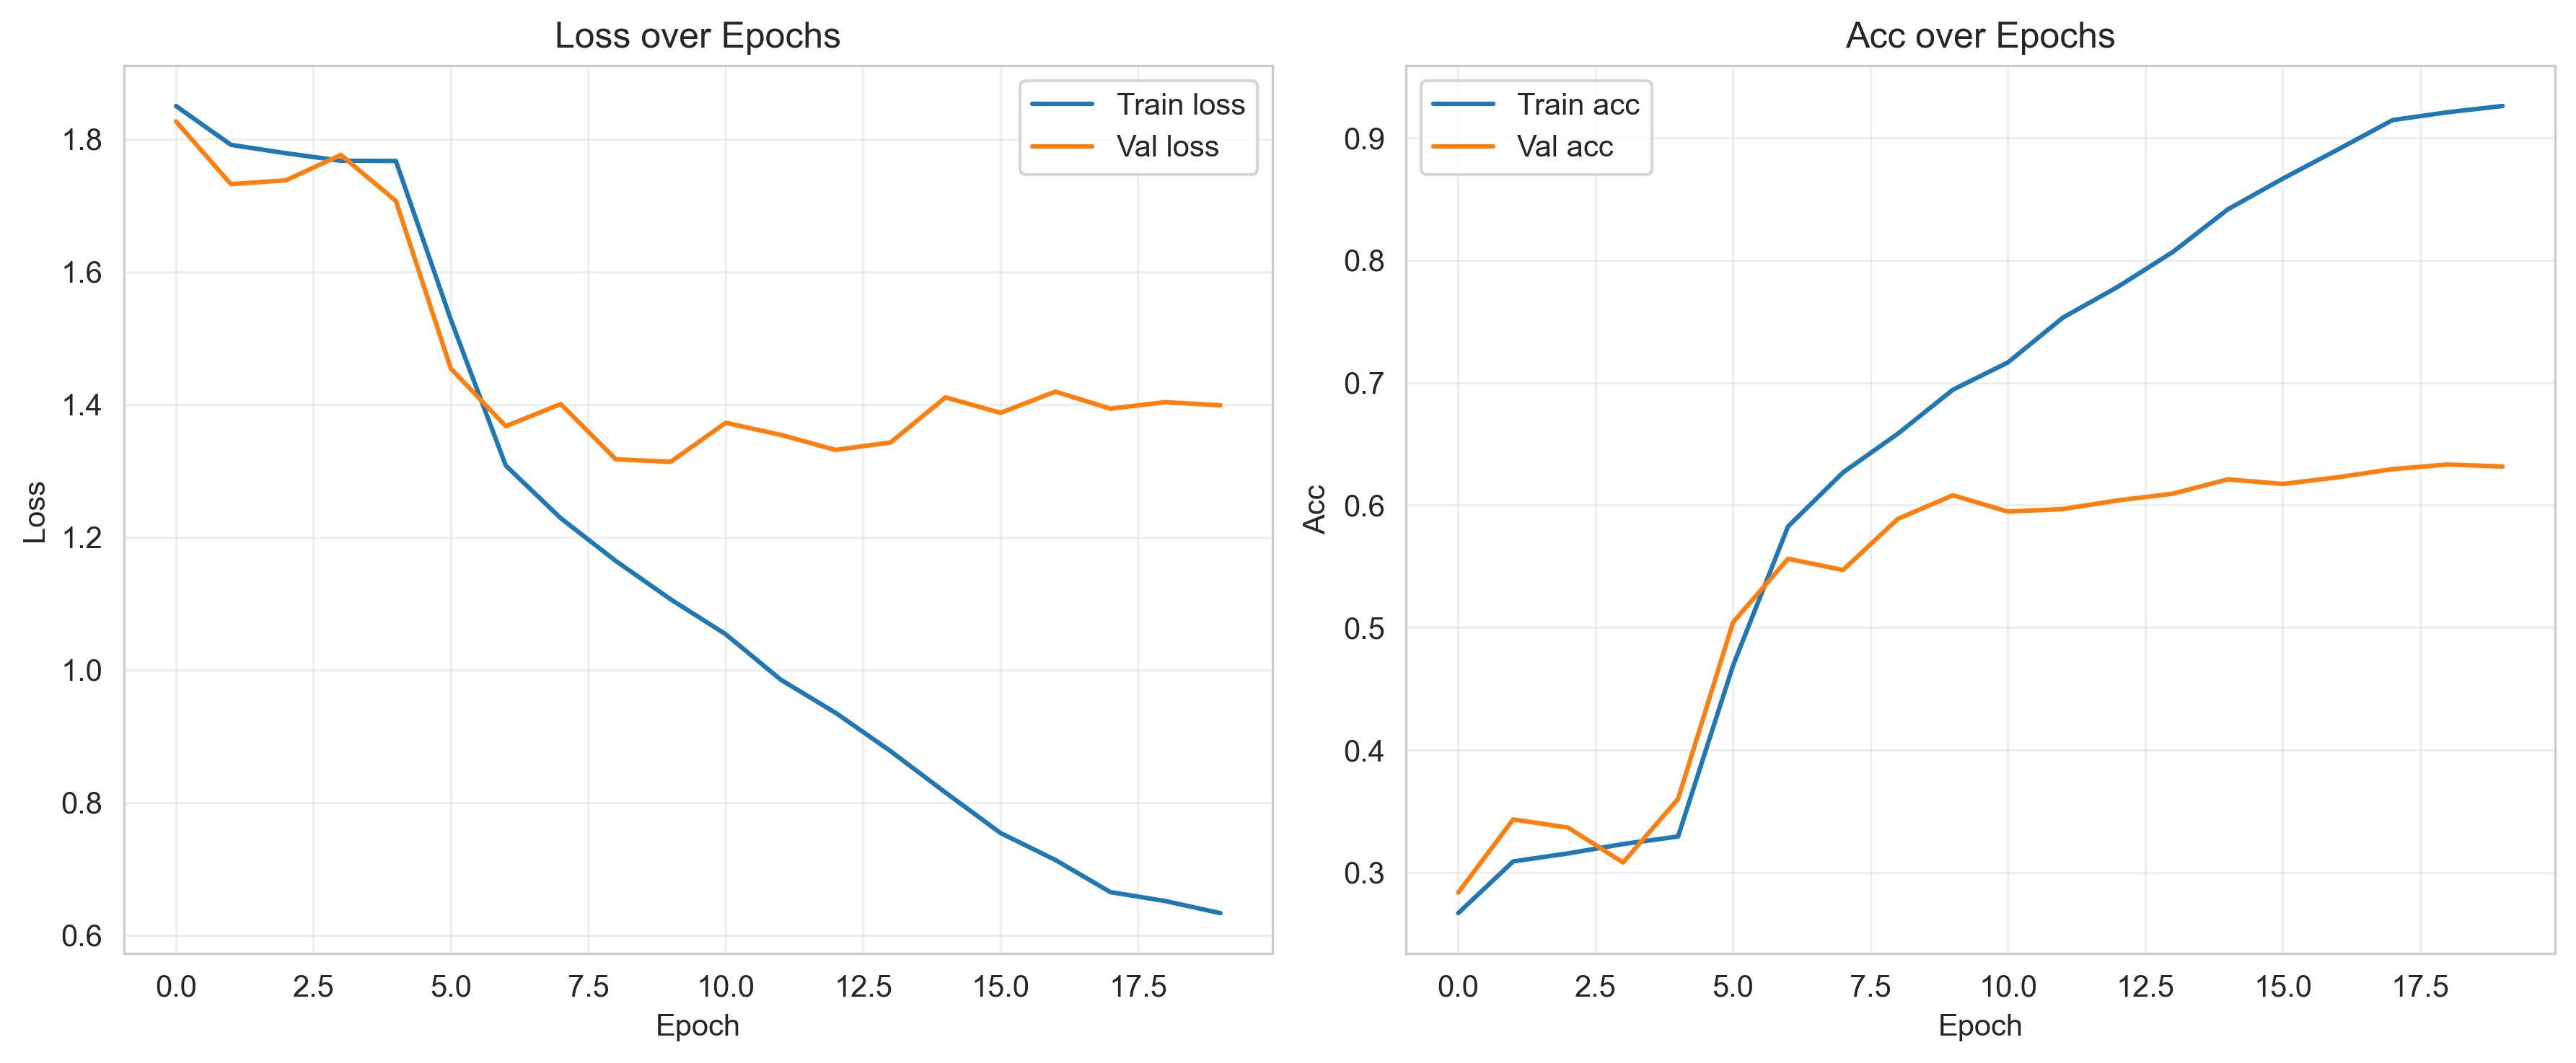 Loss over Epochs
Train loss
Val loss
1.8
1.6
1.4
1.2
1.0
0.8
0.6
Loss
0.0 2.5 5.0 7.5 10.0 12.5 15.0 17.5
Epoch
Acc over Epochs
Train acc
Val acc
0.9
0.8
0.7
0.6
0.5
0.4
0.3
Acc
0.0 2.5 5.0 7.5 10.0 12.5 15.0 17.5
Epoch